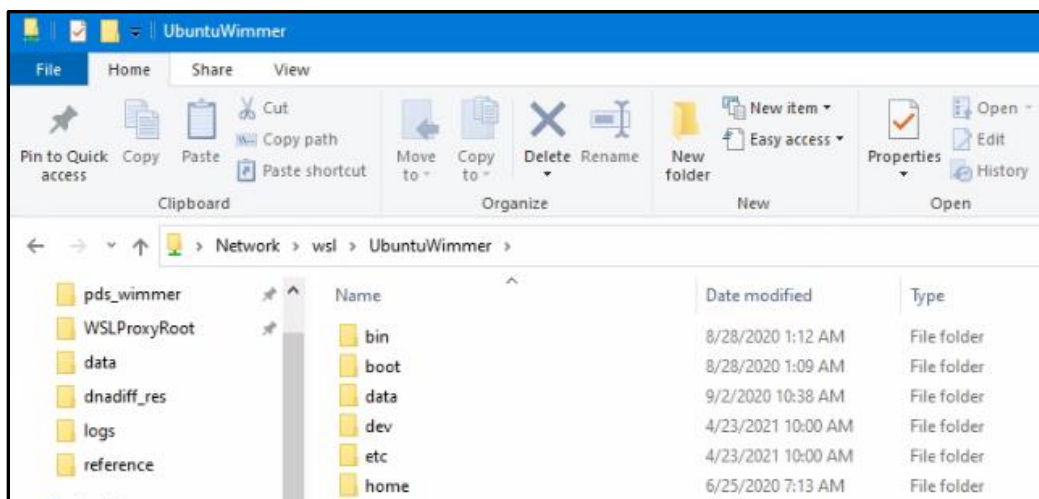 UbuntuWimmer
File Home Share View
Pin to Quick access
Copy
Paste
Cut
Copy path
Paste shortcut
Clipboard
Move to
Copy to
Delete
Rename
Organize
New folder
New item
Easy access
New
Properties
Open
Edit
History
Open
Network > wsl > UbuntuWimmer >
pds_wimmer
WSLProxyRoot
data
dnadiff_res
logs
reference
Name Date modified Type
bin 8/28/2020 1:12 AM File folder
boot 8/28/2020 1:09 AM File folder
data 9/2/2020 10:38 AM File folder
dev 4/23/2021 10:00 AM File folder
etc 4/23/2021 10:00 AM File folder
home 6/25/2020 7:13 AM File folder